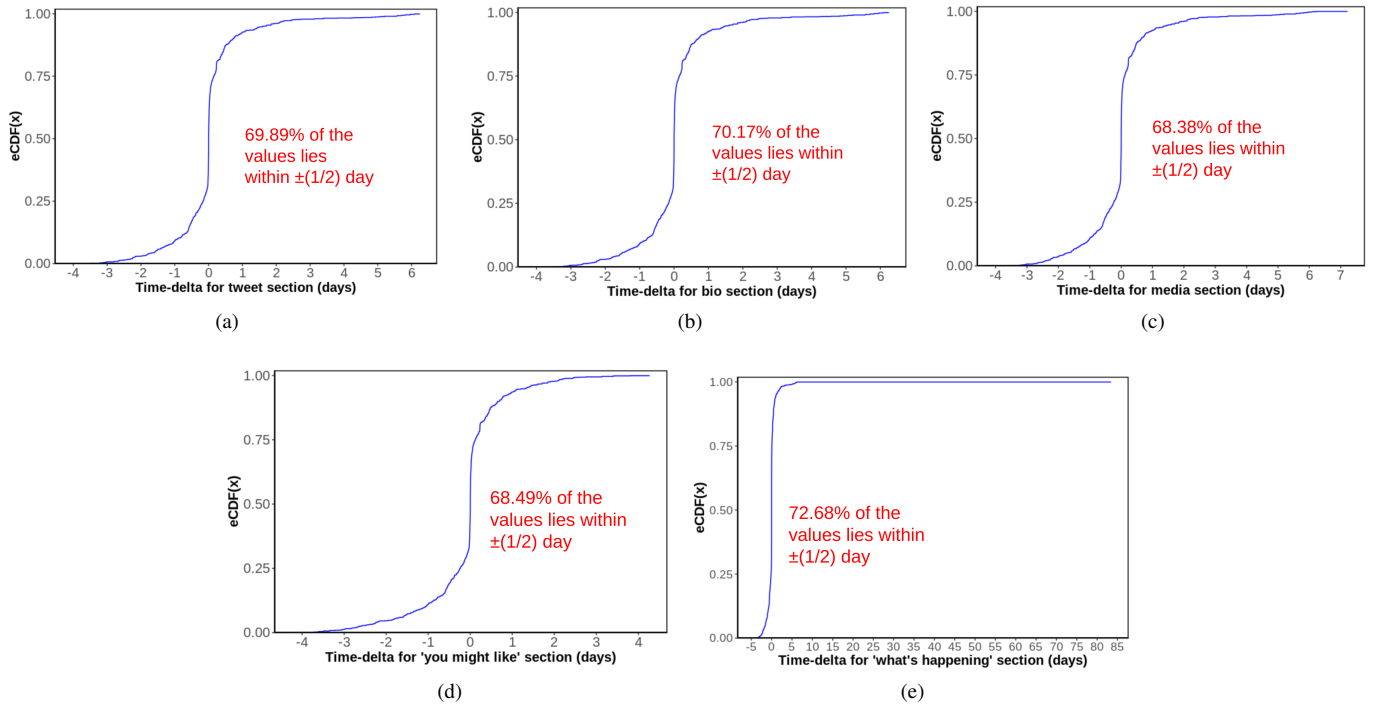 1.00
0.75
0.50
0.25
0.00
eCDF(x)
69.89% of the
values lies
within ±(1/2) day
-4 -3 -2 -1 0 1 2 3 4 5 6
Time-delta for tweet section (days)
(a)
1.00
0.75
0.50
0.25
0.00
eCDF(x)
70.17% of the
values lies within
±(1/2) day
-4 -3 -2 -1 0 1 2 3 4 5 6
Time-delta for bio section (days)
(b)
1.00
0.75
0.50
0.25
0.00
eCDF(x)
68.38% of the
values lies within
±(1/2) day
-4 -3 -2 -1 0 1 2 3 4 5 6 7
Time-delta for media section (days)
(c)
1.00
0.75
0.50
0.25
0.00
eCDF(x)
68.49% of the
values lies within
±(1/2) day
-4 -3 -2 -1 0 1 2 3 4
Time-delta for 'you might like' section (days)
(d)
1.00
0.75
0.50
0.25
0.00
eCDF(x)
72.68% of the
values lies within
±(1/2) day
-5 0 5 10 15 20 25 30 35 40 45 50 55 60 65 70 75 80 85
Time-delta for 'what's happening' section (days)
(e)